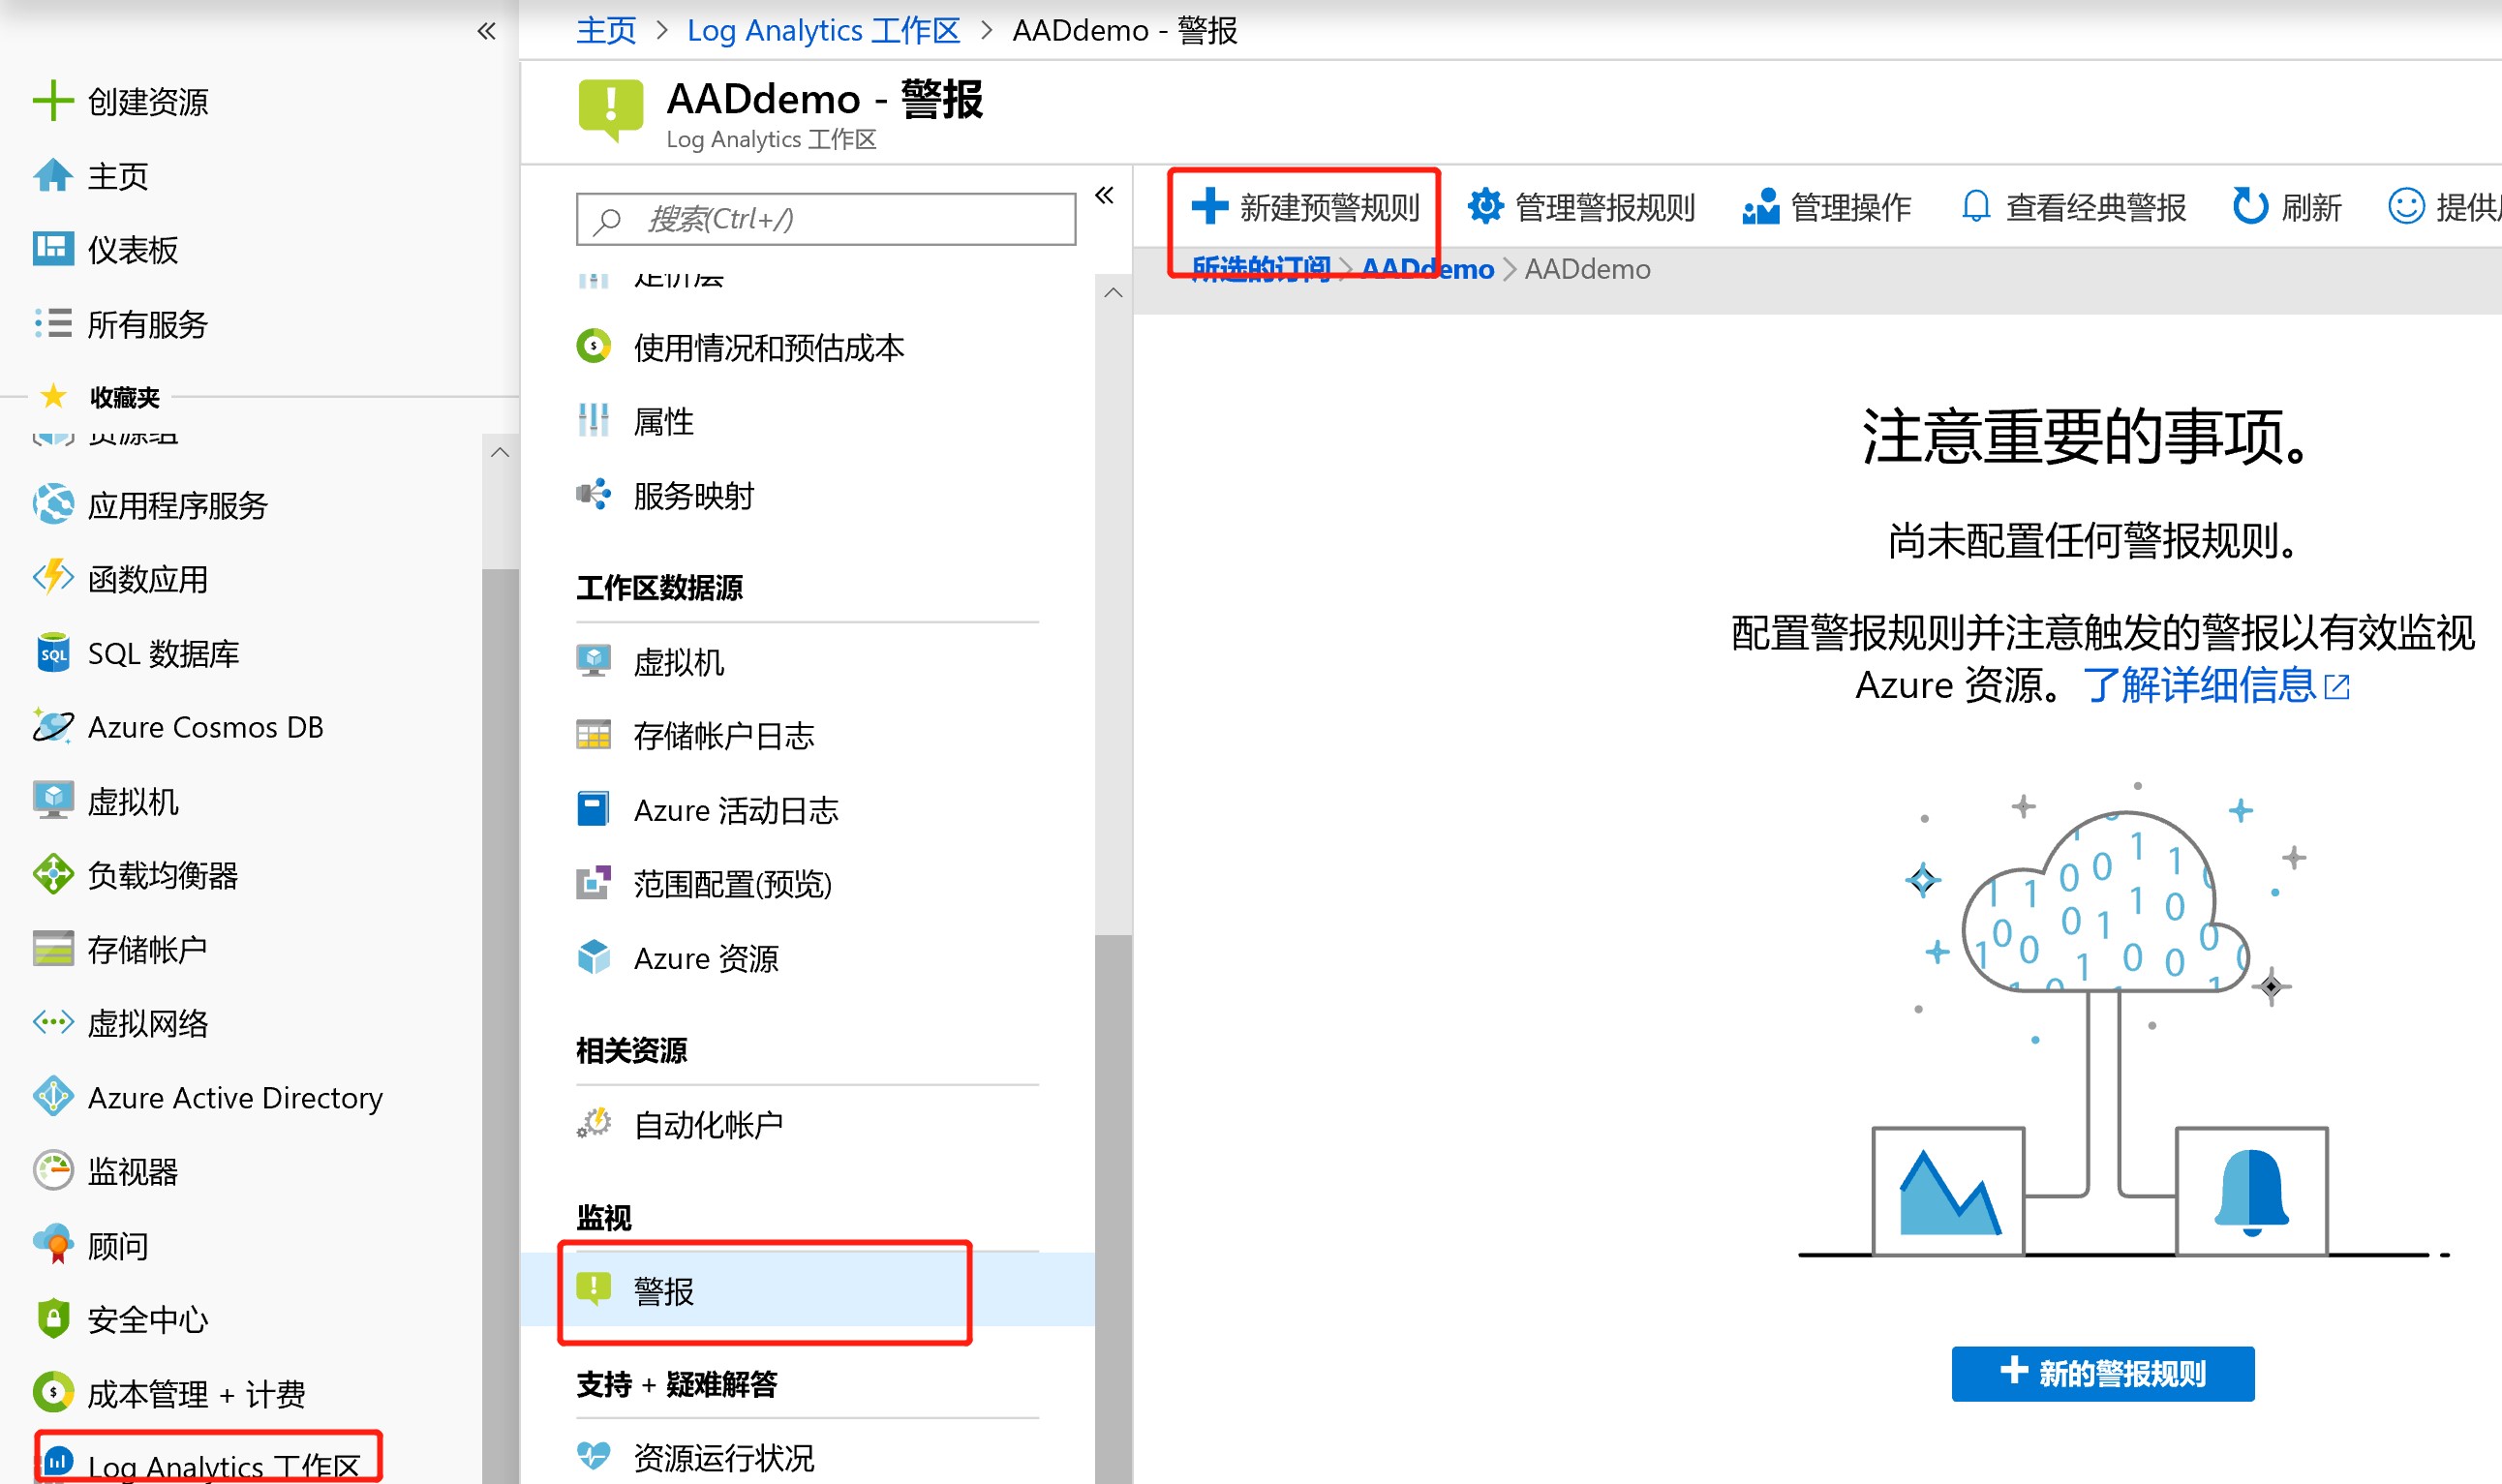 主页 > Log Analytics 工作区 > AADdemo - 警报
AADdemo - 警报
Log Analytics 工作区
创建资源
主页
仪表板
所有服务
收藏夹
资源组
应用程序服务
函数应用
SQL 数据库
Azure Cosmos DB
虚拟机
负载均衡器
存储帐户
虚拟网络
Azure Active Directory
监视器
顾问
安全中心
成本管理 + 计费
Log Analytics 工作区
搜索(Ctrl+/)
定价层
使用情况和预估成本
属性
服务映射
工作区数据源
虚拟机
存储帐户日志
Azure 活动日志
范围配置(预览)
Azure 资源
相关资源
自动化帐户
监视
警报
支持 + 疑难解答
资源运行状况
新建预警规则 管理警报规则 管理操作 查看经典警报 刷新 提供
所选的订阅 > AADdemo > AADdemo
注意重要的事项。
尚未配置任何警报规则。
配置警报规则并注意触发的警报以有效监视
Azure 资源。了解详细信息
新的警报规则